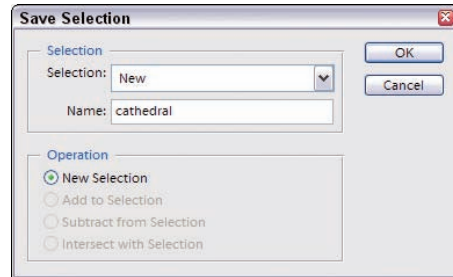 Save Selection
Selection
OK
Selection: New
Cancel
Name: cathedral
Operation
New Selection
Add to Selection
Subtract from Selection
Intersect with Selection